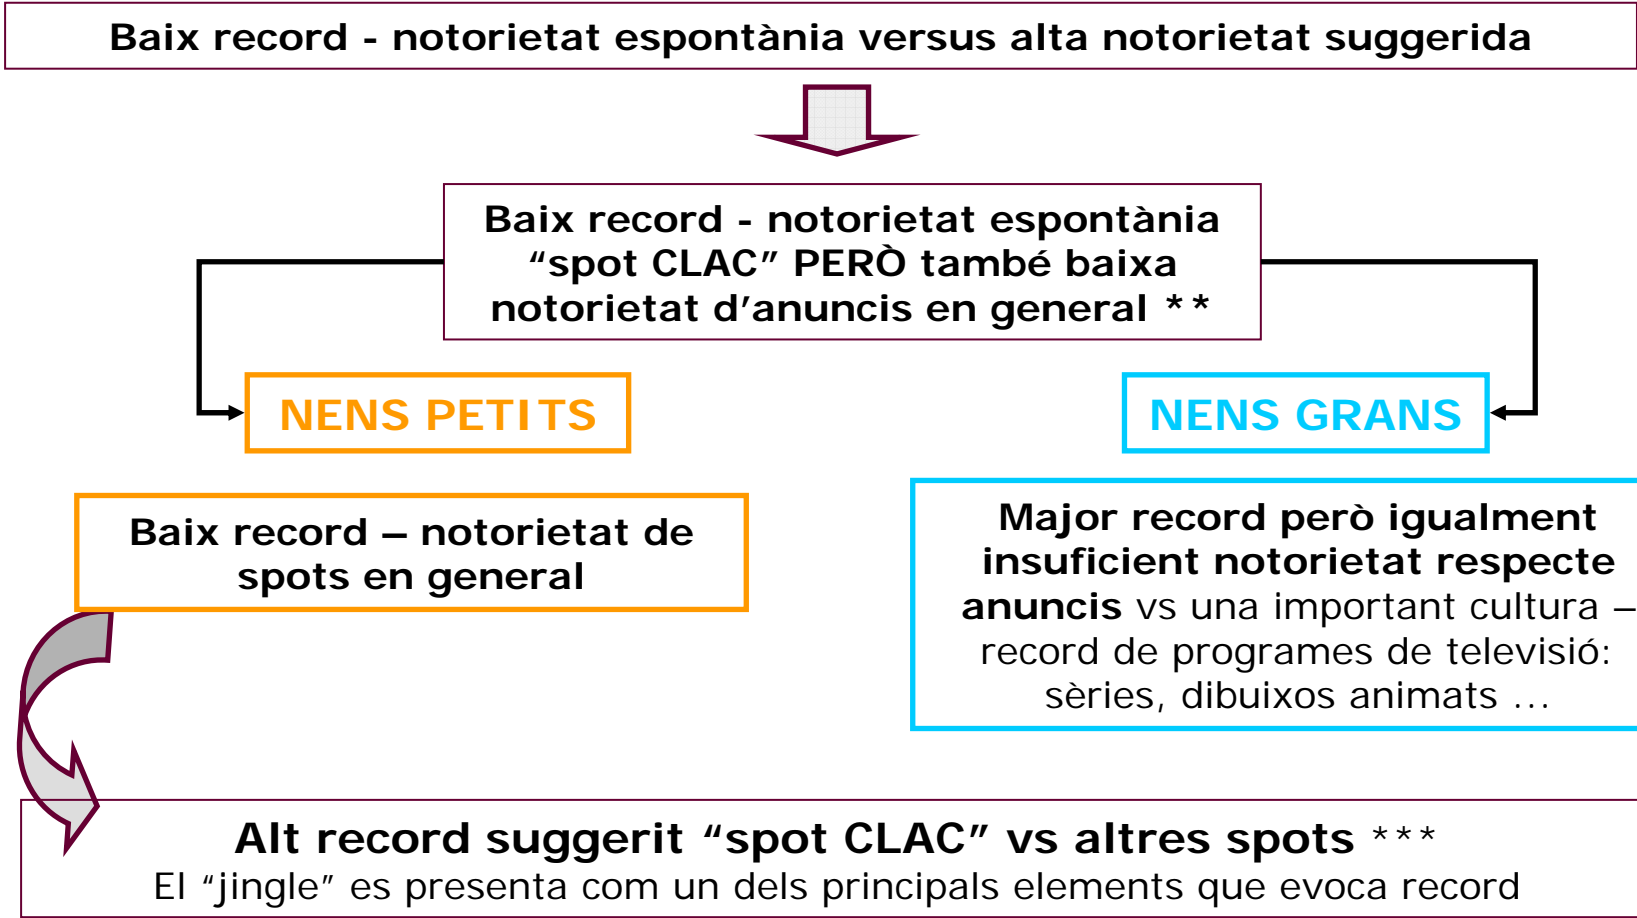 Baix record - notorietat espontània versus alta notorietat suggerida
Baix record - notorietat espontània
“spot CLAC” PERÒ també baixa
notorietat d’anuncis en general **
NENS PETITS
NENS GRANS
Baix record – notorietat de
spots en general
Major record però igualment
insuficient notorietat respecte
anuncis vs una important cultura –
record de programes de televisió:
sèries, dibuixos animats ...
Alt record suggerit “spot CLAC” vs altres spots ***
El “jingle” es presenta com un dels principals elements que evoca record